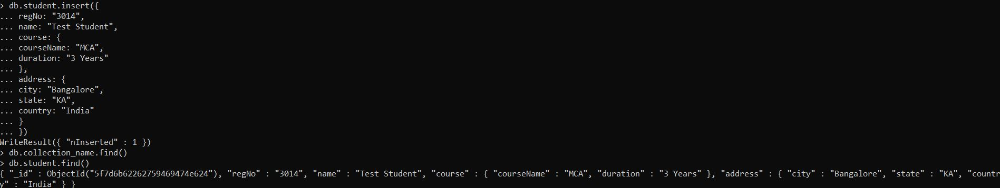 > db.student.insert({
... regNo: "3014",
... name: "Test Student",
... course: {
... courseName: "MCA",
... duration: "3 Years"
... },
... address: {
... city: "Bangalore",
... state: "KA",
... country: "India"
... }
... })
WriteResult({ "nInserted" : 1 })
> db.collection_name.find()
> db.student.find()
{ "_id" : ObjectId("5f7d6b62262759469474e624"), "regNo" : "3014", "name" : "Test Student", "course" : { "courseName" : "MCA", "duration" : "3 Years" }, "address" : { "city" : "Bangalore", "state" : "KA", "countr
y" : "India" } }